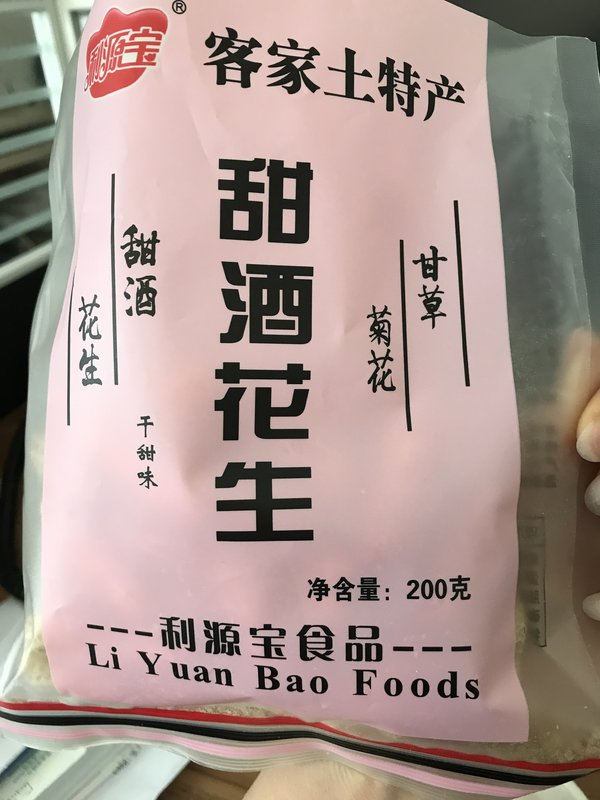 利源宝®
客家土特产
甜酒花生
甘草
菊花
甜酒
花生
干甜味
净含量：200克
---利源宝食品---
Li Yuan Bao Foods